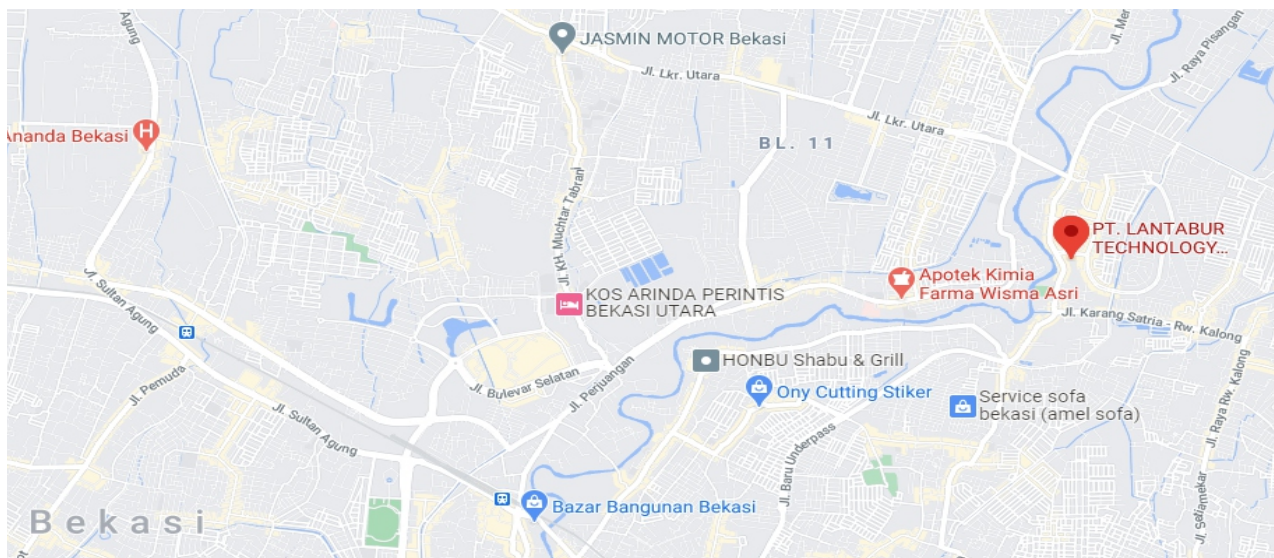 Agung
JASMIN MOTOR Bekasi
Jl. Lkr. Utara
Jl. Raya Pisangan
Jl. Lkr. Utara
Ananda Bekasi
H
BL. 11
Jl. KH. Muchtar Tabrani
PT. LANTABUR
TECHNOLOGY...
Apotek Kimia
Farma Wisma Asri
KOS ARINDA PERINTIS
BEKASI UTARA
Jl. Sultan Agung
Jl. Karang Satria - Rw. Kalong
HONBU Shabu & Grill
Jl. Bulevar Selatan
Jl. Perjuangan
Ony Cutting Stiker
Jl. Pemuda
Service sofa
bekasi (amel sofa)
Jl. Sultan Agung
Jl. Baru Underpass
Jl. Raya Rw. Kalong
Bazar Bangunan Bekasi
Jl. Setiamekar
Bekasi